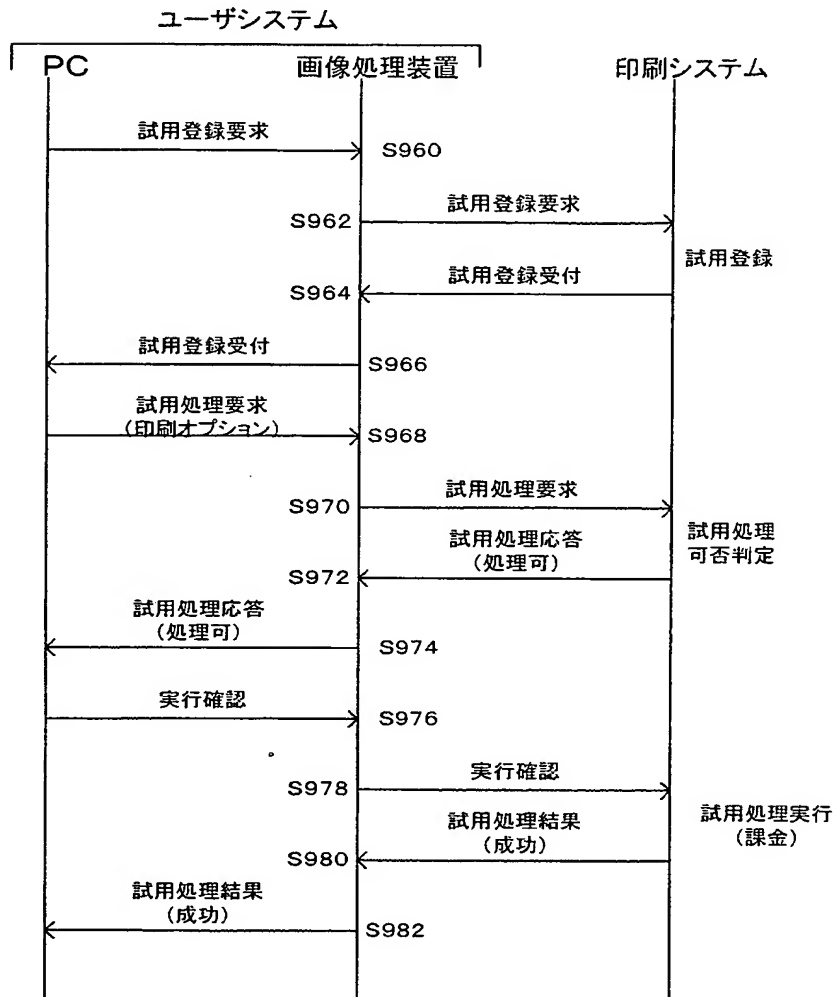 ユーザシステム
PC
画像処理装置
印刷システム
試用登録要求
S960
S962
試用登録要求
試用登録
S964
試用登録受付
試用登録受付
S966
試用処理要求
(印刷オプション)
S968
S970
試用処理要求
試用処理
可否判定
S972
試用処理応答
(処理可)
試用処理応答
(処理可)
S974
実行確認
S976
S978
実行確認
試用処理実行
(課金)
S980
試用処理結果
(成功)
試用処理結果
(成功)
S982